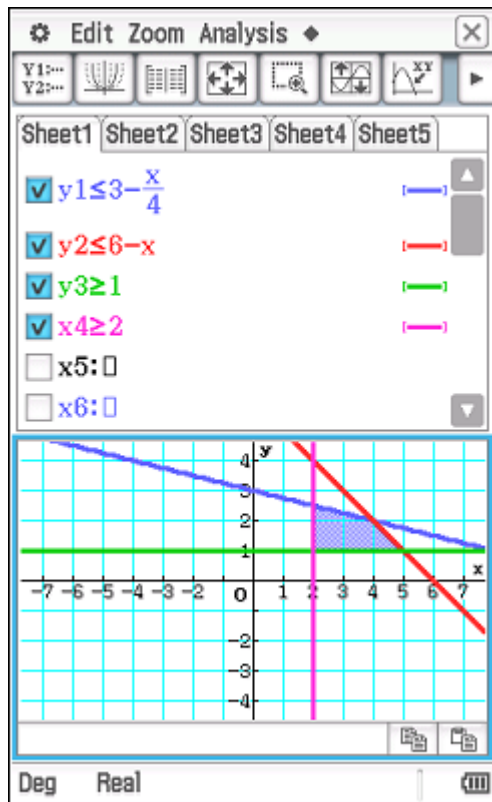 Edit Zoom Analysis ◆
Y1:···
Y2:···
XY
Sheet1 Sheet2 Sheet3 Sheet4 Sheet5
y1≤3-x/4
y2≤6-x
y3≥1
x4≥2
x5:▯
x6:▯
y
4
3
2
1
x
-7 -6 -5 -4 -3 -2 0 1 2 3 4 5 6 7
-2
-3
-4
Deg Real